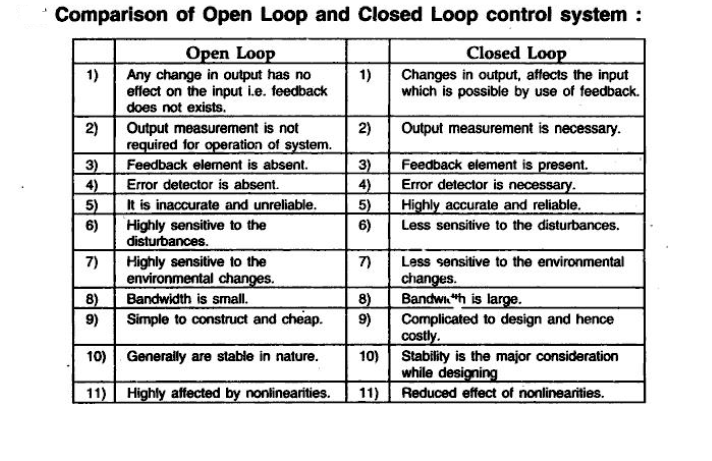 Comparison of Open Loop and Closed Loop control system :
Open Loop Closed Loop
1) Any change in output has no 1) Changes in output, affects the input
effect on the input i.e. feedback which is possible by use of feedback.
does not exists.
2) Output measurement is not 2) Output measurement is necessary.
required for operation of system.
3) Feedback element is absent. 3) Feedback element is present.
4) Error detector is absent. 4) Error detector is necessary.
5) It is inaccurate and unreliable. 5) Highly accurate and reliable.
6) Highly sensitive to the 6) Less sensitive to the disturbances.
disturbances.
7) Highly sensitive to the 7) Less sensitive to the environmental
environmental changes. changes.
8) Bandwidth is small. 8) Bandwidth is large.
9) Simple to construct and cheap. 9) Complicated to design and hence
costly.
10) Generally are stable in nature. 10) Stability is the major consideration
while designing
11) Highly affected by nonlinearities. 11) Reduced effect of nonlinearities.